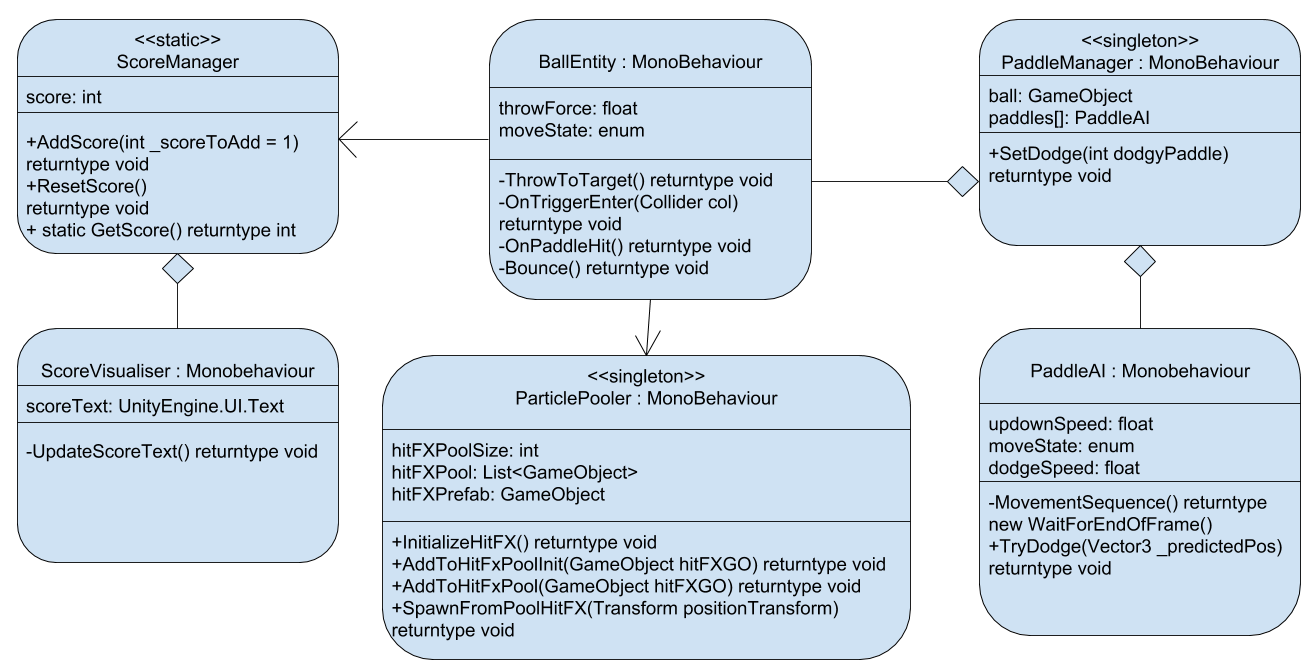 <<static>>
ScoreManager
score: int
+AddScore(int _scoreToAdd = 1)
returntype void
+ResetScore()
returntype void
+ static GetScore() returntype int
BallEntity : MonoBehaviour
throwForce: float
moveState: enum
-ThrowToTarget() returntype void
-OnTriggerEnter(Collider col)
returntype void
-OnPaddleHit() returntype void
-Bounce() returntype void
<<singleton>>
PaddleManager : MonoBehaviour
ball: GameObject
paddles[]: PaddleAI
+SetDodge(int dodgyPaddle)
returntype void
ScoreVisualiser : Monobehaviour
scoreText: UnityEngine.UI.Text
-UpdateScoreText() returntype void
<<singleton>>
ParticlePooler : MonoBehaviour
hitFXPoolSize: int
hitFXPool: List<GameObject>
hitFXPrefab: GameObject
+InitializeHitFX() returntype void
+AddToHitFxPoolInit(GameObject hitFXGO) returntype void
+AddToHitFxPool(GameObject hitFXGO) returntype void
+SpawnFromPoolHitFX(Transform positionTransform)
returntype void
PaddleAI : Monobehaviour
updownSpeed: float
moveState: enum
dodgeSpeed: float
-MovementSequence() returntype
new WaitForEndOfFrame()
+TryDodge(Vector3 _predictedPos)
returntype void